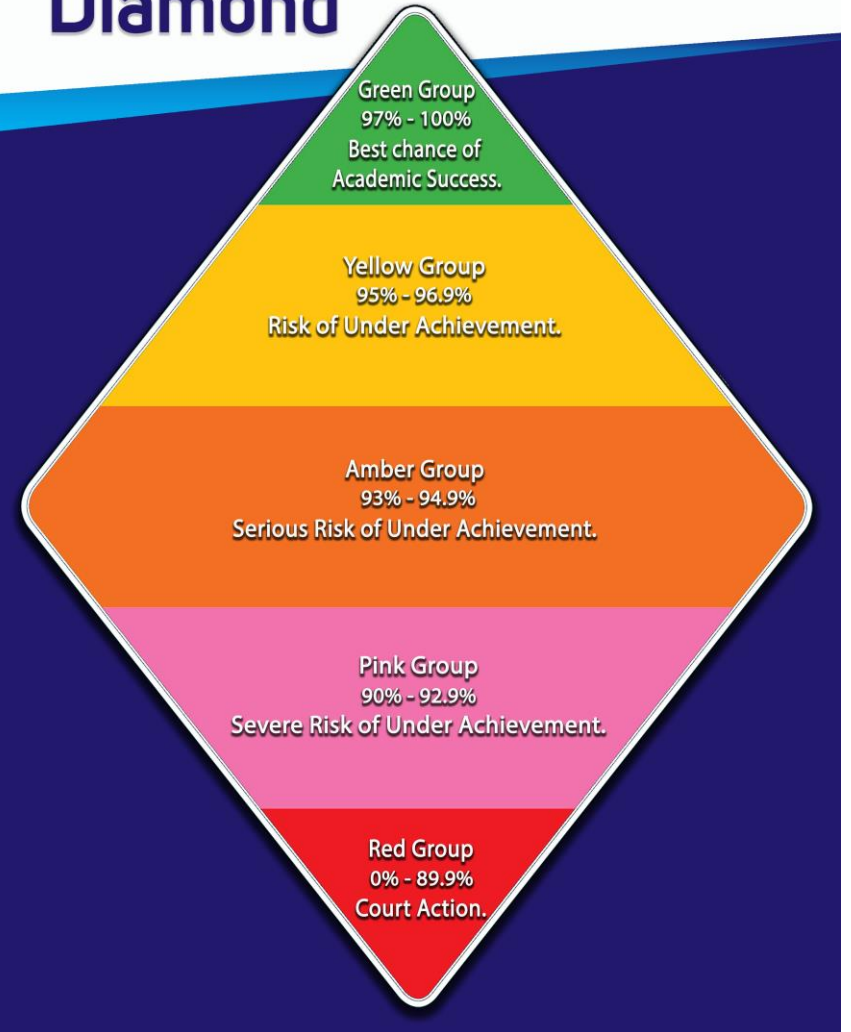 Diamond
Green Group
97% - 100%
Best chance of
Academic Success.
Yellow Group
95% - 96.9%
Risk of Under Achievement.
Amber Group
93% - 94.9%
Serious Risk of Under Achievement.
Pink Group
90% - 92.9%
Severe Risk of Under Achievement.
Red Group
0% - 89.9%
Court Action.